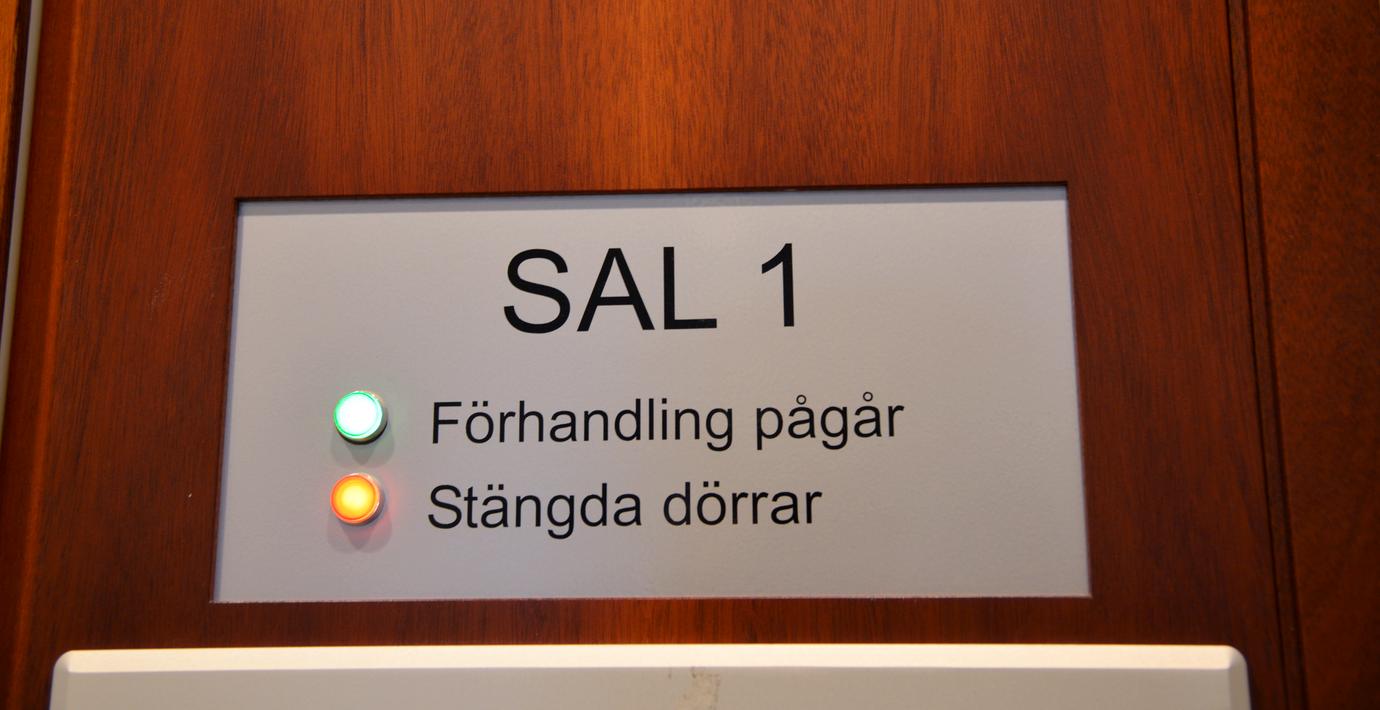 SAL 1
Förhandling pågår
Stängda dörrar